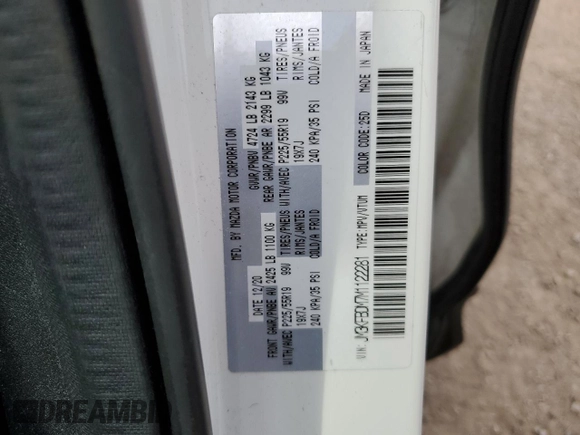 MFD. BY MAZDA MOTOR CORPORATION
DATE 12/20 GVWR/PNBV 4724 LB 2143 KG
FRONT GAWR/PNBE AV 2425 LB 1100 KG REAR GAWR/PNBE AR 2299 LB 1043 KG
WITH/AVEC P225/55R19 99V TIRES/PNEUS WITH/AVEC P225/55R19 99V TIRES/PNEUS
19X7J RIMS/JANTES 19X7J RIMS/JANTES
240 KPA/35 PSI COLD/A FROID 240 KPA/35 PSI COLD/A FROID
VIN: JM3KFBDM7M1122281 TYPE:MPV/VTUM
COLOR CODE:25D MADE IN JAPAN
DREAMBID